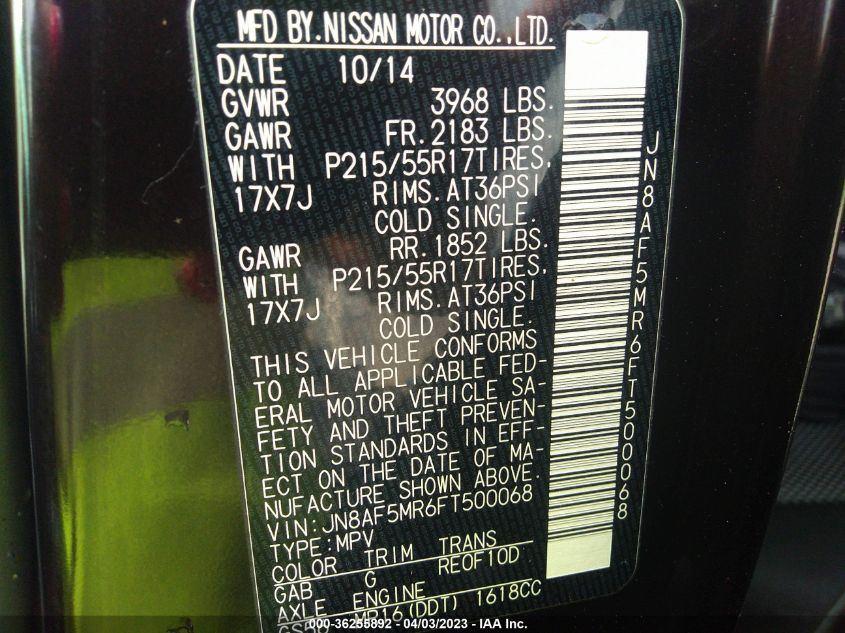 MFD BY.NISSAN MOTOR CO.,LTD.
DATE 10/14
GVWR 3968 LBS.
GAWR FR.2183 LBS.
WITH P215/55R17TIRES,
17X7J RIMS.AT36PSI
COLD SINGLE.
GAWR RR.1852 LBS.
WITH P215/55R17TIRES,
17X7J RIMS.AT36PSI
COLD SINGLE.
THIS VEHICLE CONFORMS
TO ALL APPLICABLE FED-
ERAL MOTOR VEHICLE SA-
FETY AND THEFT PREVEN-
TION STANDARDS IN EFF-
ECT ON THE DATE OF MA-
NUFACTURE SHOWN ABOVE.
VIN:JN8AF5MR6FT500068
TYPE:MPV
COLOR TRIM TRANS
GAB G RE0F10D
AXLE ENGINE
MR16(DDT) 1618CC
JN8AF5MR6FT500068
000-36255892 - 04/03/2023 - IAA Inc.